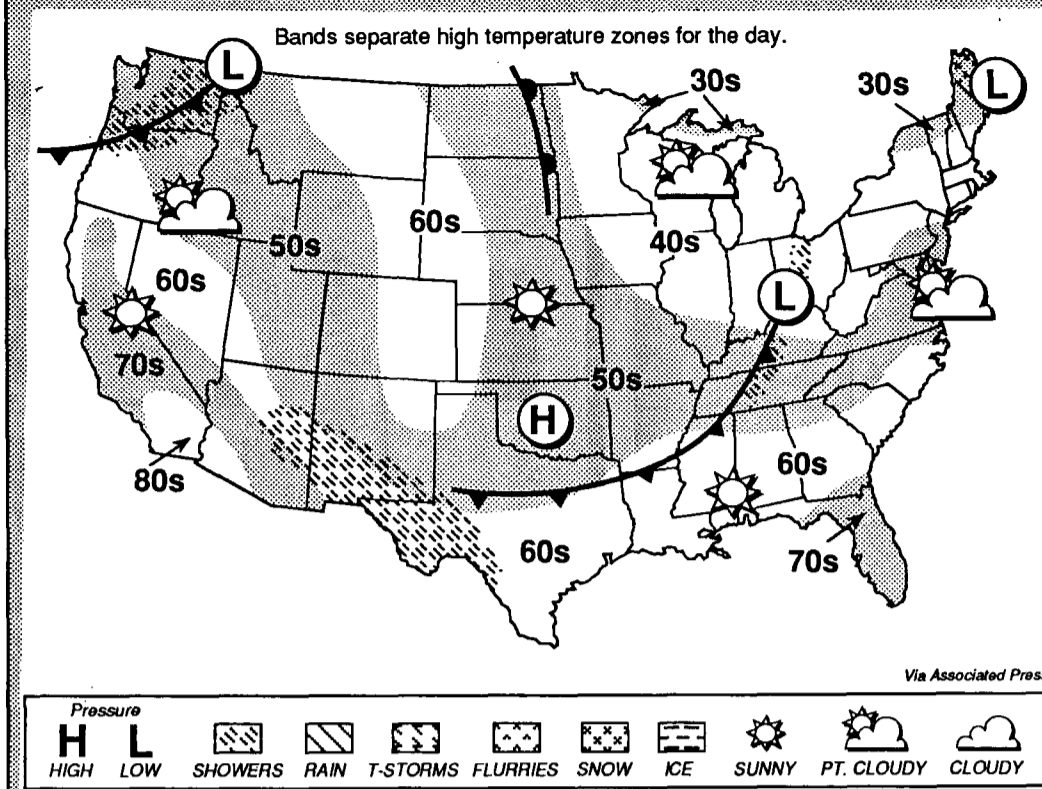 Bands separate high temperature zones for the day.
L
30s
30s
L
60s
50s
40s
60s
L
70s
50s
H
60s
80s
60s
70s
Via Associated Press
Pressure
H L
HIGH LOW SHOWERS RAIN T-STORMS FLURRIES SNOW ICE SUNNY PT. CLOUDY CLOUDY